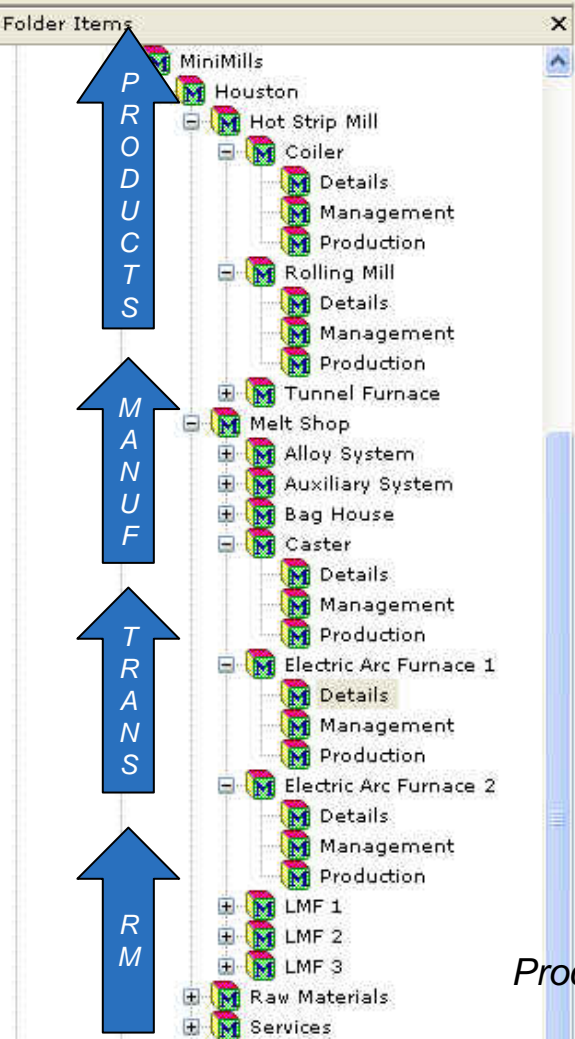 Folder Items
MiniMills
Houston
Hot Strip Mill
Coiler
Details
Management
Production
Rolling Mill
Details
Management
Production
Tunnel Furnace
Melt Shop
Alloy System
Auxiliary System
Bag House
Caster
Details
Management
Production
Electric Arc Furnace 1
Details
Management
Production
Electric Arc Furnace 2
Details
Management
Production
LMF 1
LMF 2
LMF 3
Raw Materials
Services
PRODUCTS
MANUF
TRANS
RM